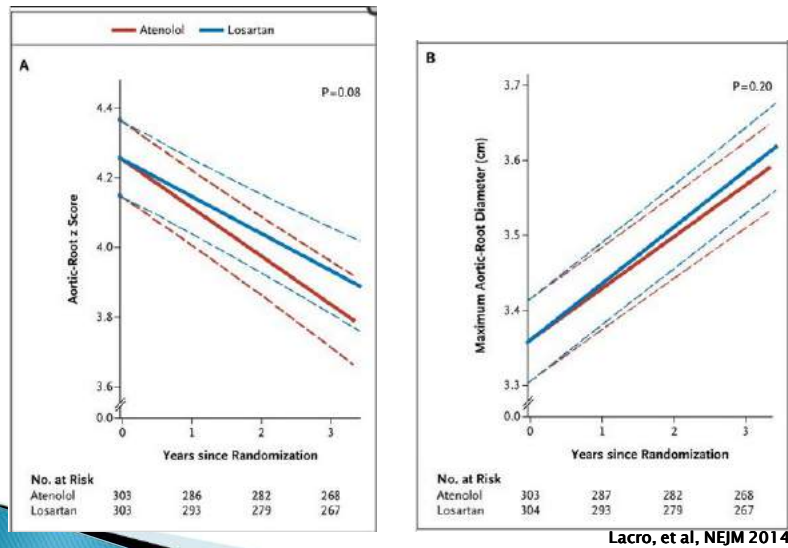 Atenolol Losartan
A
P=0.08
4.4
4.2
4.0
3.8
3.6
0.0
Aortic-Root z Score
0 1 2 3
Years since Randomization
No. at Risk
Atenolol 303 286 282 268
Losartan 303 293 279 267
B
P=0.20
3.7
3.6
3.5
3.4
3.3
0.0
Maximum Aortic-Root Diameter (cm)
0 1 2 3
Years since Randomization
No. at Risk
Atenolol 303 287 282 268
Losartan 304 293 279 267
Lacro, et al, NEJM 2014